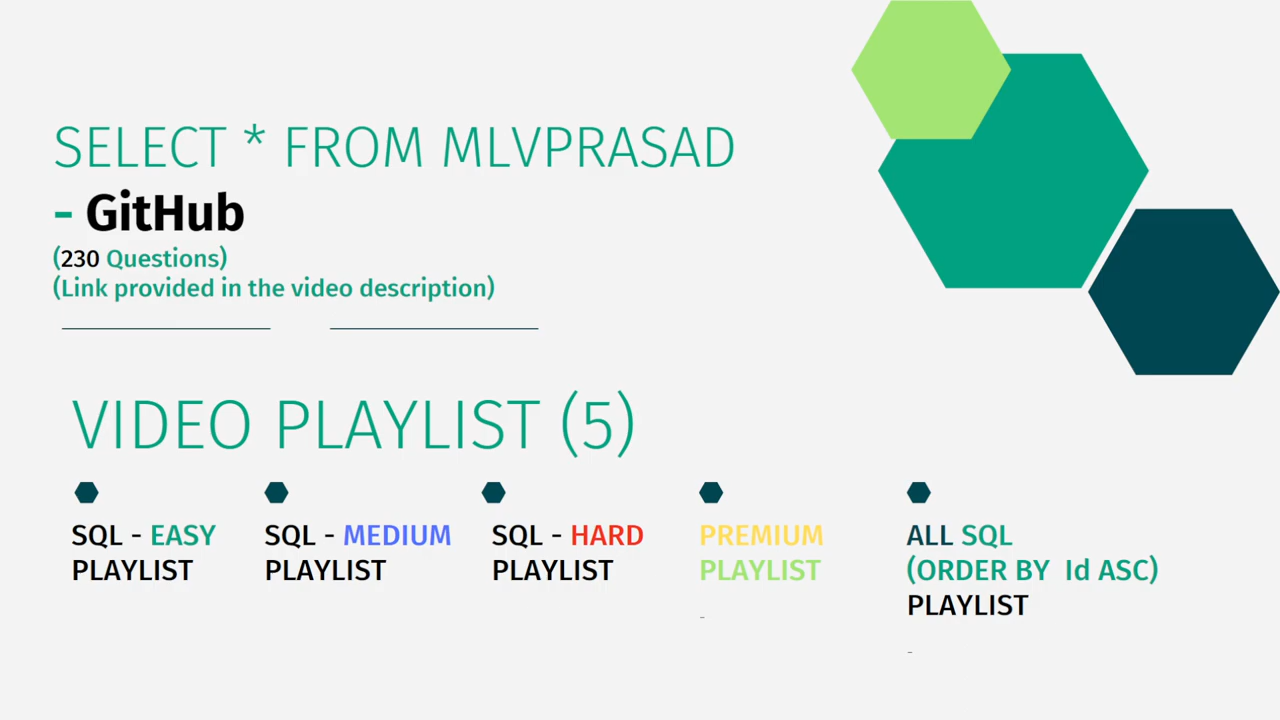 SELECT * FROM MLVPRASAD
- GitHub
(230 Questions)
(Link provided in the video description)
VIDEO PLAYLIST (5)
SQL - EASY
PLAYLIST
SQL - MEDIUM
PLAYLIST
SQL - HARD
PLAYLIST
PREMIUM
PLAYLIST
-
ALL SQL
(ORDER BY Id ASC)
PLAYLIST
-